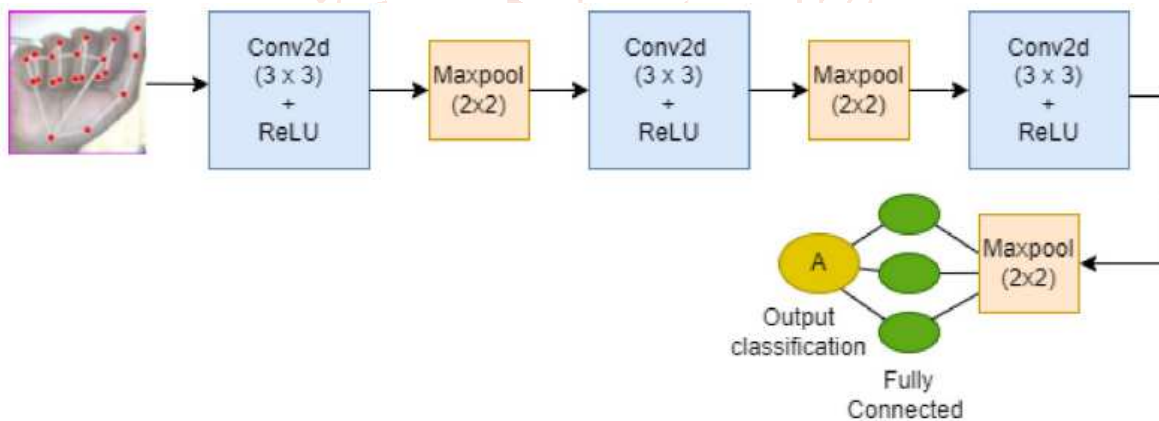 Conv2d
(3 x 3)
+
ReLU
Maxpool
(2x2)
Conv2d
(3 x 3)
+
ReLU
Maxpool
(2x2)
Conv2d
(3 x 3)
+
ReLU
Maxpool
(2x2)
A
Output
classification
Fully
Connected